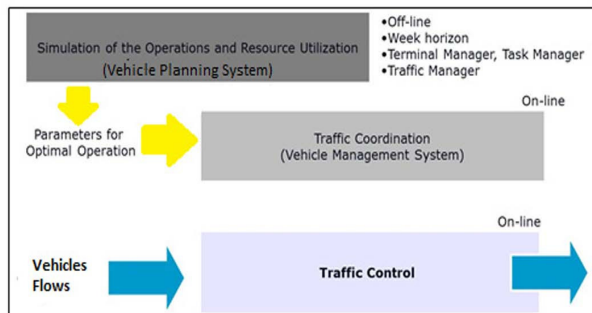 Simulation of the Operations and Resource Utilization
(Vehicle Planning System)
•Off-line
•Week horizon
•Terminal Manager, Task Manager
•Traffic Manager
On-line
Parameters for
Optimal Operation
Traffic Coordination
(Vehicle Management System)
On-line
Vehicles
Flows
Traffic Control